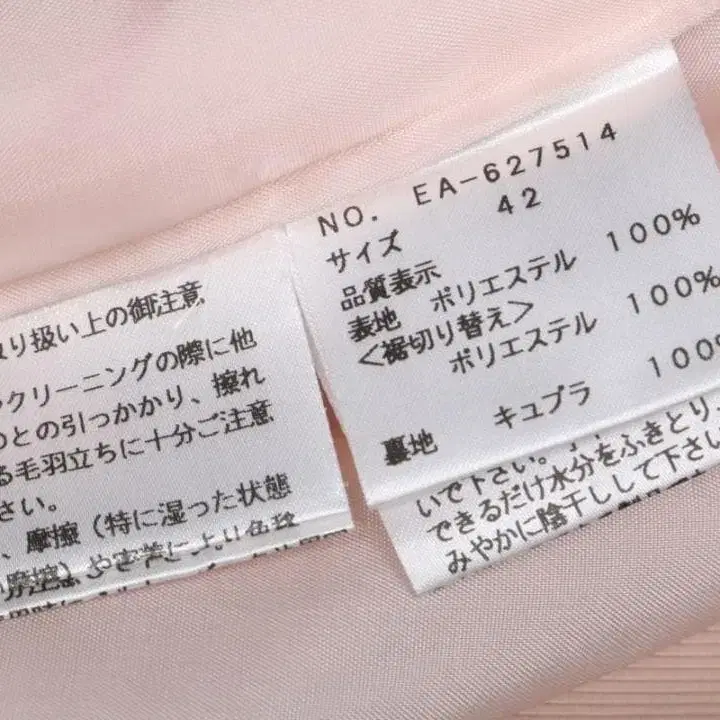 NO. EA-627514
サイズ 42
品質表示
表地 ポリエステル 100%
<裾切り替え>
ポリエステル 100%
裏地 キュプラ 100
り扱い上の御注意
クリーニングの際に他
のとの引っかかり、擦れ
る毛羽立ちに十分ご注意
さい。
、摩擦（特に湿った状態
いで下さい。
できるだけ水分をふきとり、
みやかに陰干しして下さい